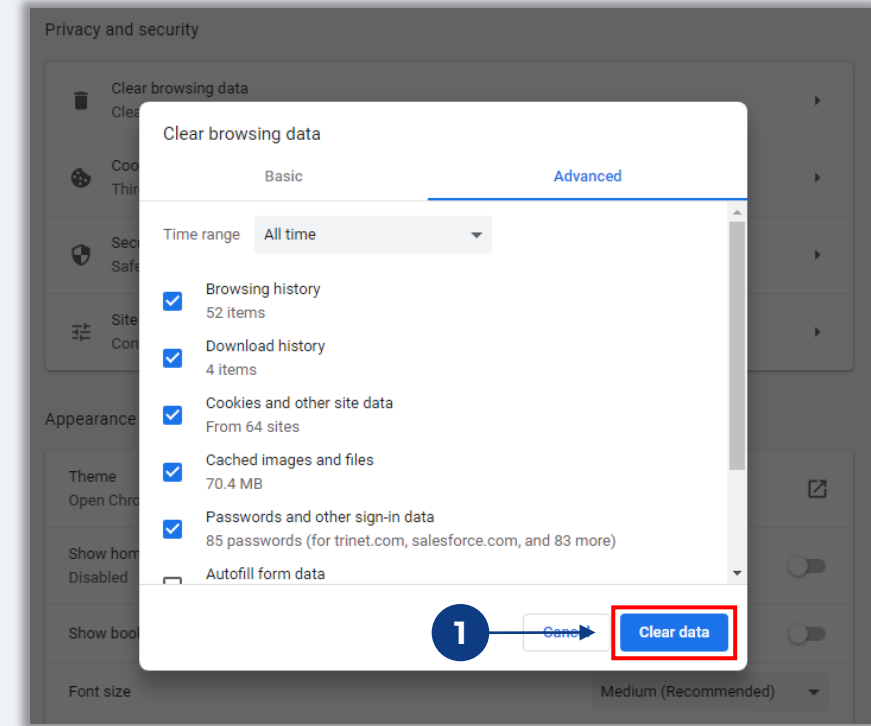 Privacy and security
Clear browsing data
Clea
Coo
Thir
Secu
Safe
Site
Con
Clear browsing data
Basic
Advanced
Time range
All time
Browsing history
52 items
Download history
4 items
Cookies and other site data
From 64 sites
Cached images and files
70.4 MB
Passwords and other sign-in data
85 passwords (for trinet.com, salesforce.com, and 83 more)
Autofill form data
1
Cancel
Clear data
Appearance
Theme
Open Chro
Show hom
Disabled
Show bool
Font size
Medium (Recommended)